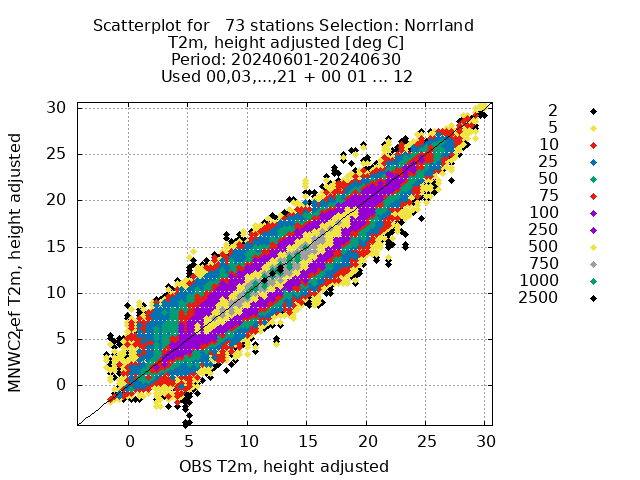 Scatterplot for   73 stations Selection: Norrland
T2m, height adjusted [deg C]
Period: 20240601-20240630
Used 00,03,...,21 + 00 01 ... 12
MNWC2,ef T2m, height adjusted
30
25
20
15
10
5
0
0 5 10 15 20 25 30
OBS T2m, height adjusted
2
5
10
25
50
75
100
250
500
750
1000
2500